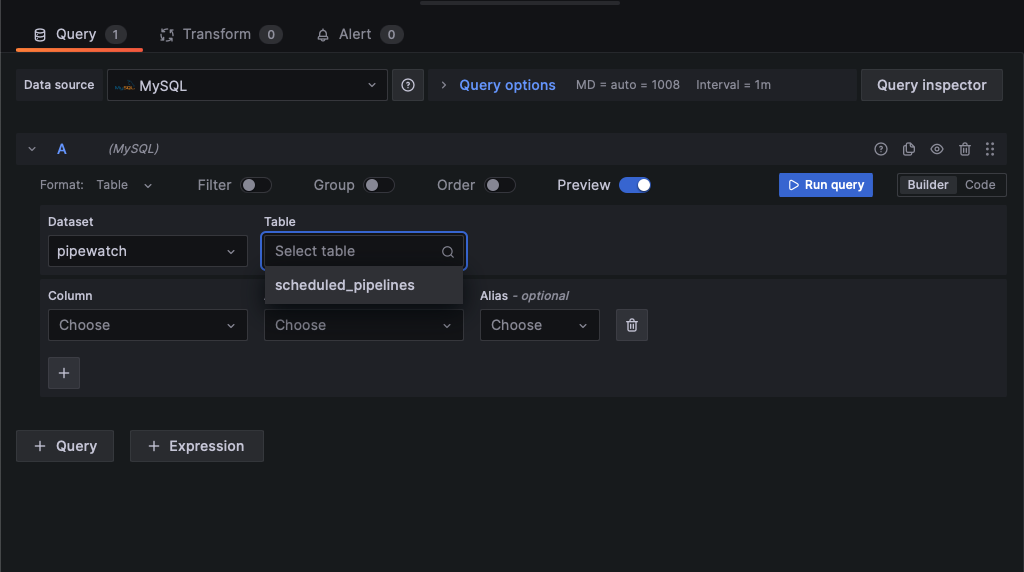 Query 1 Transform 0 Alert 0
Data source MySQL Query options MD = auto = 1008 Interval = 1m Query inspector
A (MySQL)
Format: Table Filter Group Order Preview Run query Builder Code
Dataset Table
pipewatch Select table
scheduled_pipelines
Column Alias - optional
Choose Choose Choose
+
+ Query + Expression